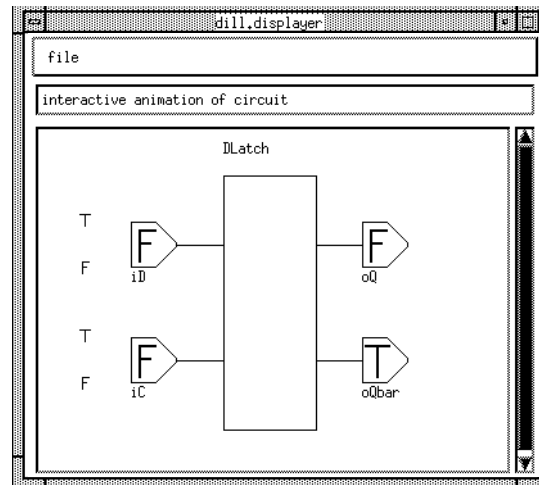 dill.displayer
file
interactive animation of circuit
DLatch
T
F
F
F
iD
oQ
T
F
T
F
iC
oQbar